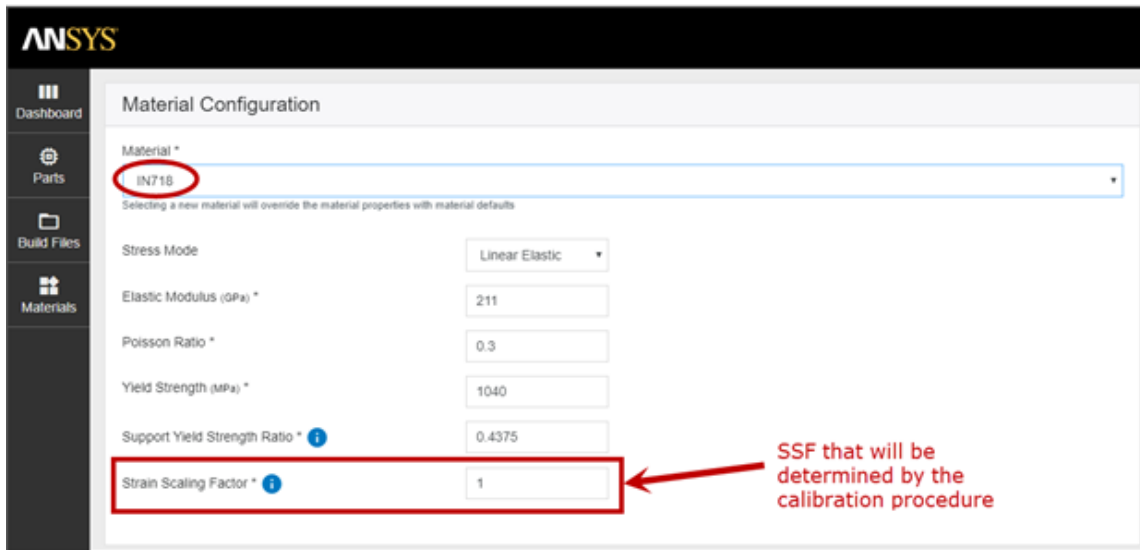 ANSYS
Dashboard
Parts
Build Files
Materials
Material Configuration
Material *
IN718
Selecting a new material will override the material properties with material defaults
Stress Mode
Linear Elastic
Elastic Modulus (GPa) *
211
Poisson Ratio *
0.3
Yield Strength (MPa) *
1040
Support Yield Strength Ratio *
0.4375
Strain Scaling Factor *
1
SSF that will be
determined by the
calibration procedure